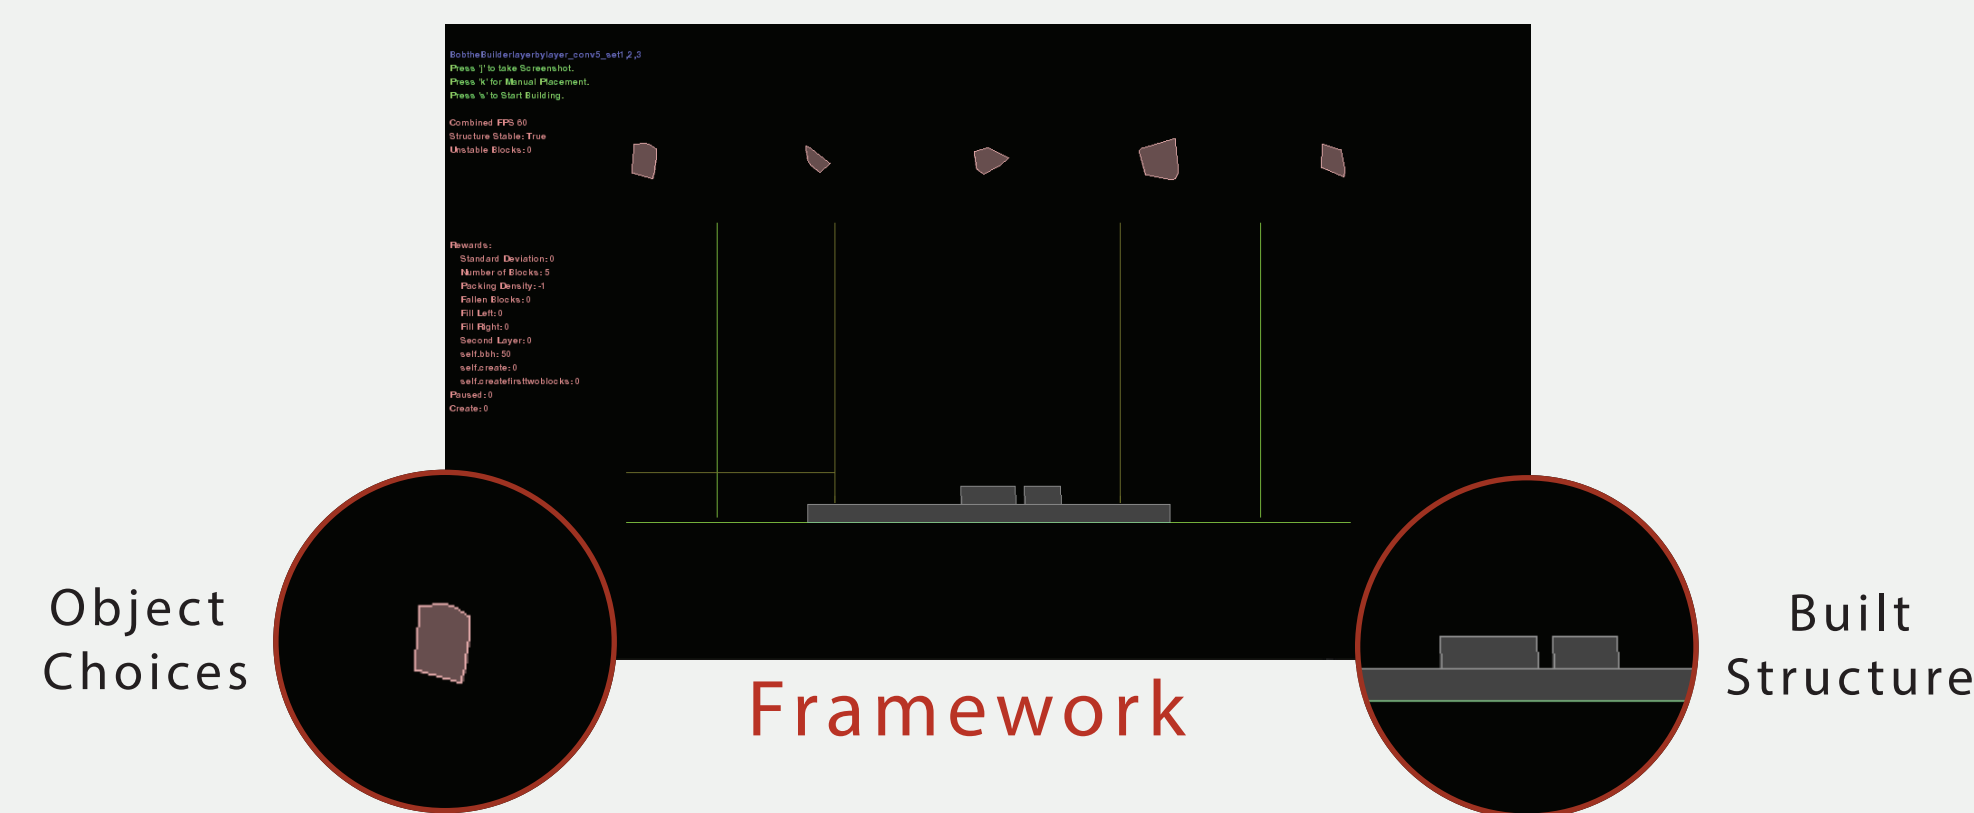 BobtheBuilderlayerbylayer_conv5_set1,2,3
Press 'j' to take Screenshot.
Press 'k' for Manual Placement.
Press 's' to Start Building.
Combined FPS 60
Structure Stable: True
Unstable Blocks: 0
Rewards:
Standard Deviation: 0
Number of Blocks: 5
Packing Density: -1
Fallen Blocks: 0
Fill Left: 0
Fill Right: 0
Second Layer: 0
self.bbh: 50
self.create: 0
self.createfirsttwoblocks: 0
Paused: 0
Create: 0
Object
Choices
Framework
Built
Structure